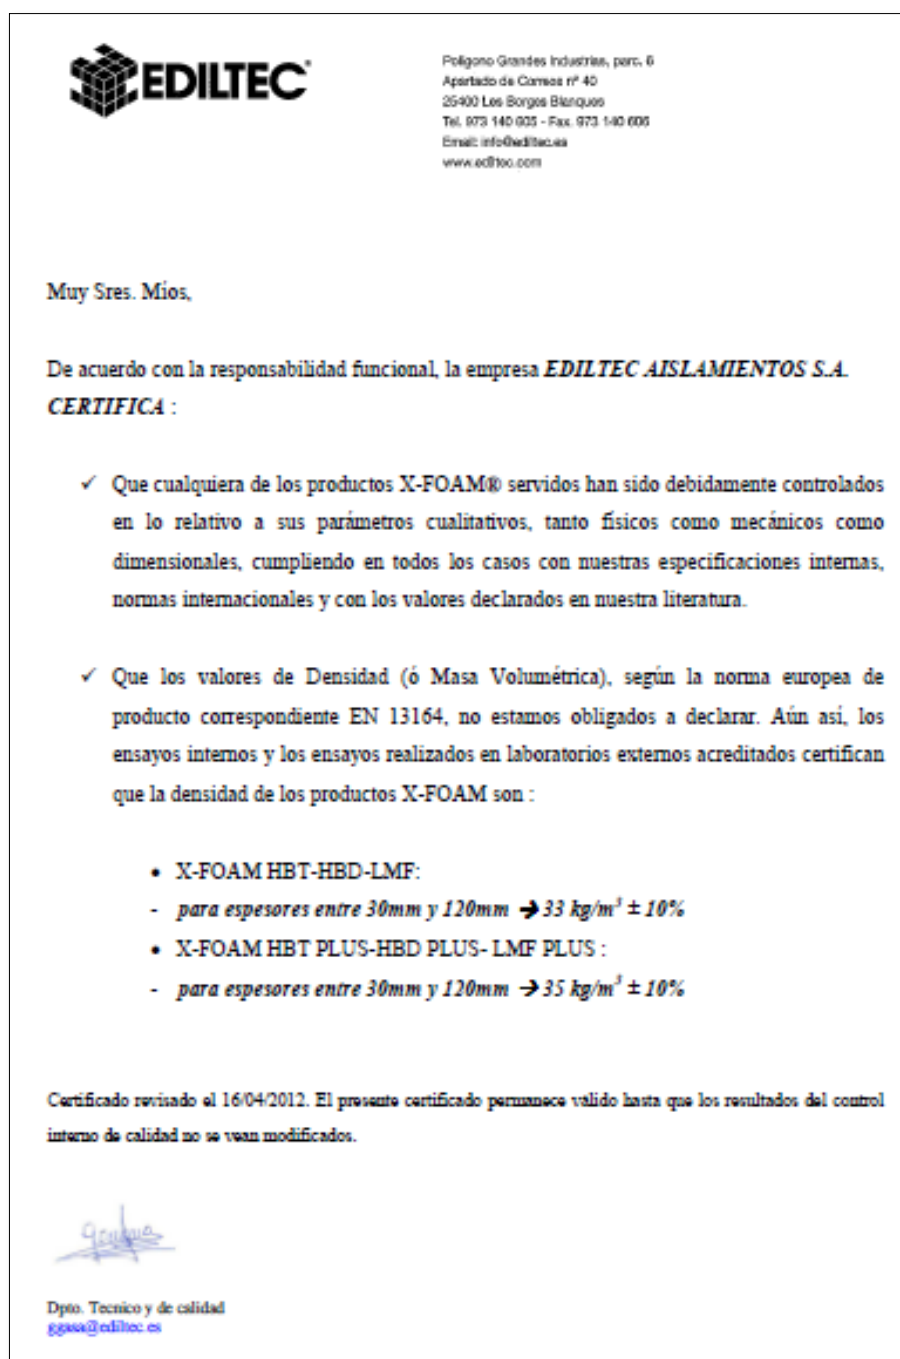 EDILTEC
Polígono Grandes Industrias, parc. 6
Apartado de Correos nº 40
25400 Les Borges Blanques
Tel. 973 140 605 - Fax. 973 140 606
Email: info@ediltec.es
www.ediltec.com
Muy Sres. Míos,
De acuerdo con la responsabilidad funcional, la empresa EDILTEC AISLAMIENTOS S.A.
CERTIFICA :
✓ Que cualquiera de los productos X-FOAM® servidos han sido debidamente controlados
en lo relativo a sus parámetros cualitativos, tanto físicos como mecánicos como
dimensionales, cumpliendo en todos los casos con nuestras especificaciones internas,
normas internacionales y con los valores declarados en nuestra literatura.
✓ Que los valores de Densidad (ó Masa Volumétrica), según la norma europea de
producto correspondiente EN 13164, no estamos obligados a declarar. Aún así, los
ensayos internos y los ensayos realizados en laboratorios externos acreditados certifican
que la densidad de los productos X-FOAM son :
• X-FOAM HBT-HBD-LMF:
- para espesores entre 30mm y 120mm → 33 kg/m³ ± 10%
• X-FOAM HBT PLUS-HBD PLUS- LMF PLUS :
- para espesores entre 30mm y 120mm → 35 kg/m³ ± 10%
Certificado revisado el 16/04/2012. El presente certificado permanece válido hasta que los resultados del control
interno de calidad no se vean modificados.
Dpto. Tecnico y de calidad
ggasa@ediltec.es